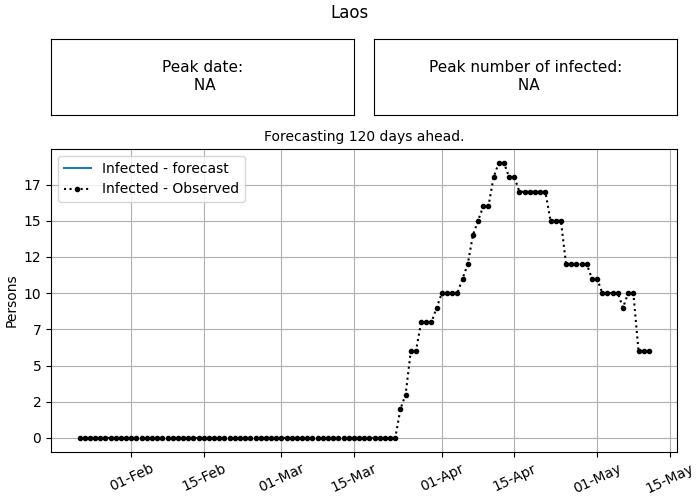 Laos
Peak date:
NA
Peak number of infected:
NA
Forecasting 120 days ahead.
Infected - forecast
Infected - Observed
Persons
17
15
12
10
7
5
2
0
01-Feb
15-Feb
01-Mar
15-Mar
01-Apr
15-Apr
01-May
15-May